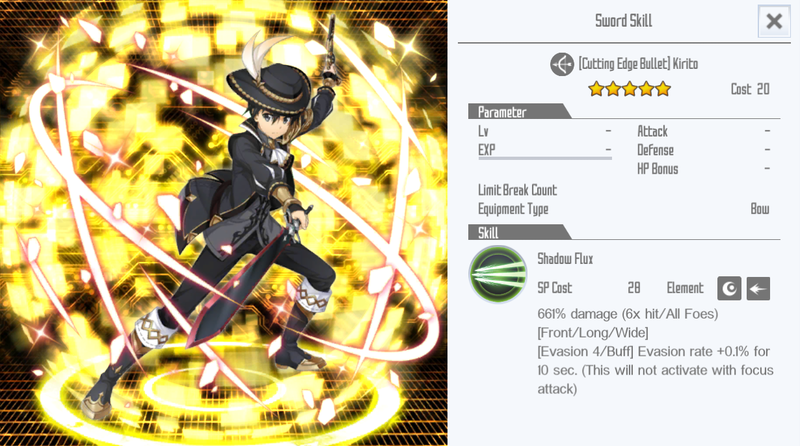 Sword Skill
[Cutting Edge Bullet] Kirito
Cost 20
Parameter
Lv -
Attack -
EXP -
Defense -
HP Bonus -
Limit Break Count
Equipment Type Bow
Skill
Shadow Flux
SP Cost 28 Element
661% damage (6x hit/All Foes)
[Front/Long/Wide]
[Evasion 4/Buff] Evasion rate +0.1% for
10 sec. (This will not activate with focus
attack)